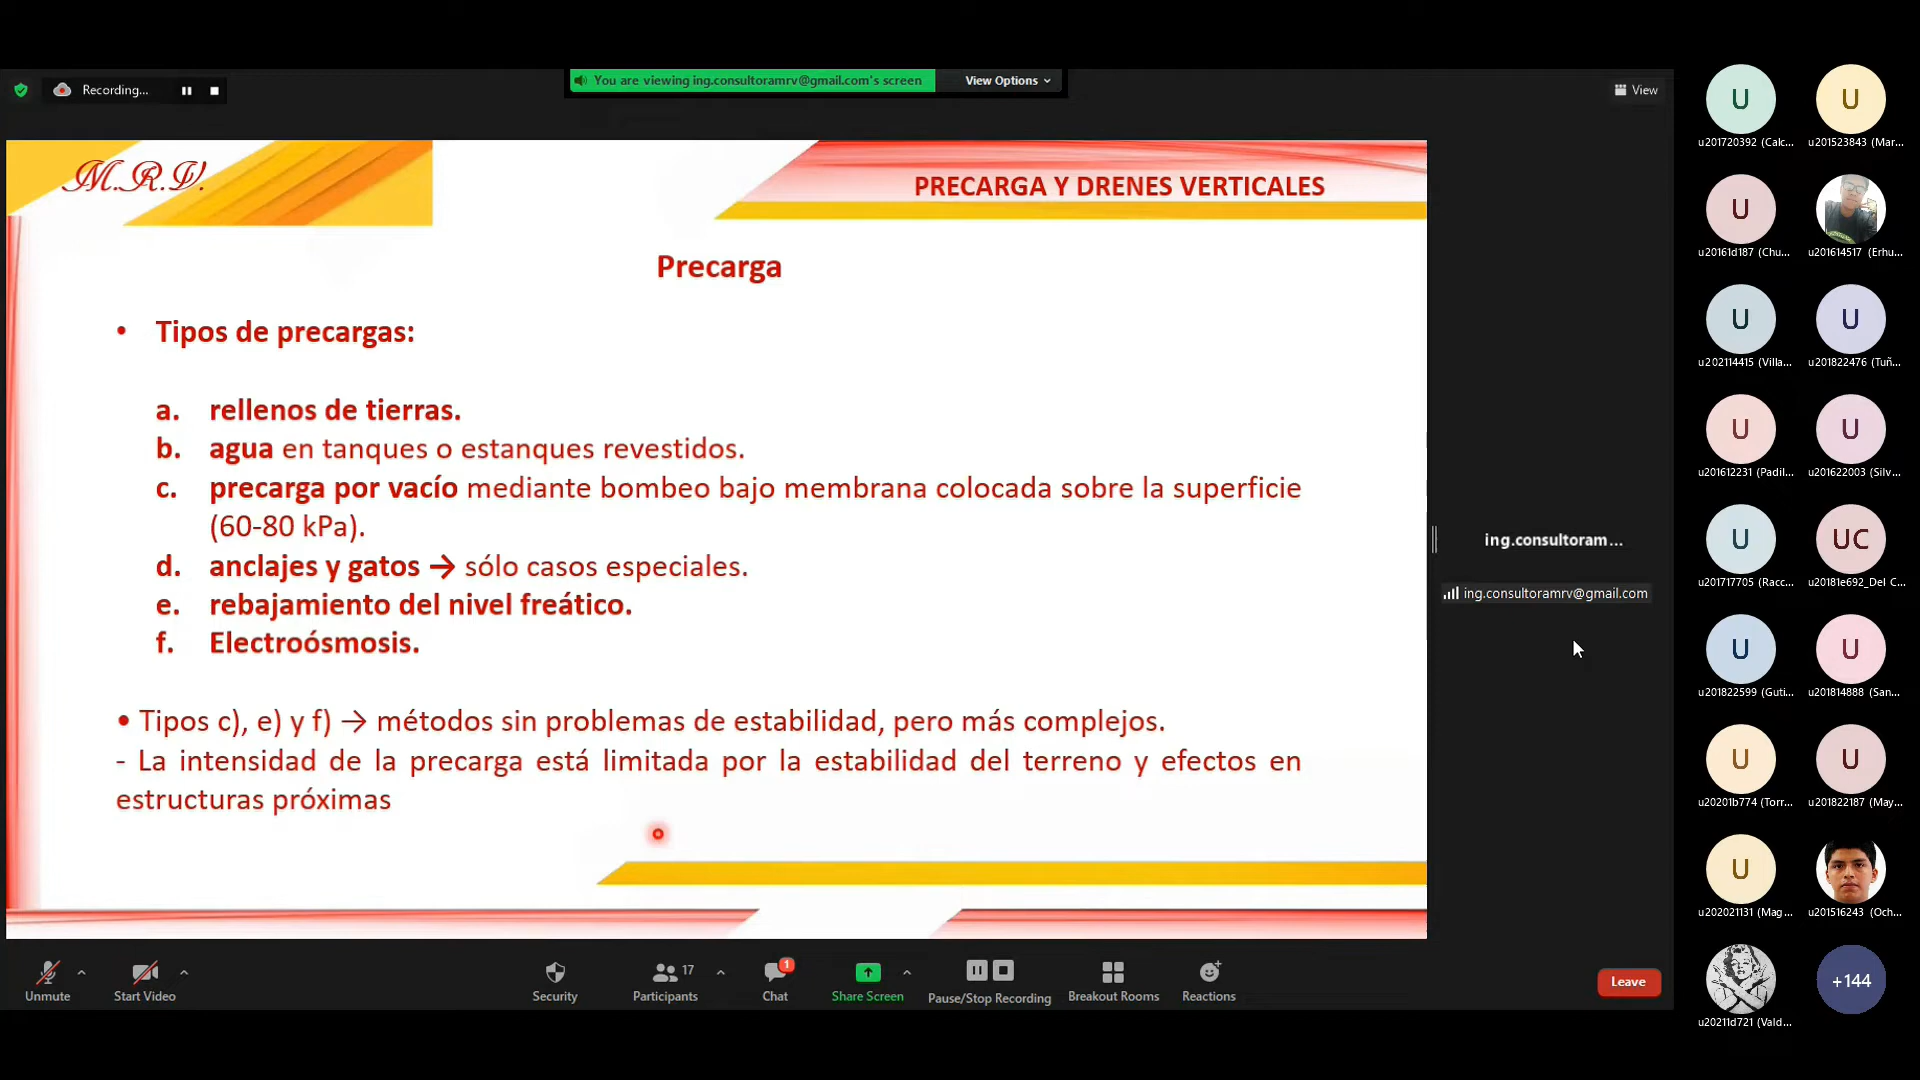 Recording...
You are viewing ing.consultoramrv@gmail.com's screen
View Options
View
M.R.V.
PRECARGA Y DRENES VERTICALES
Precarga
• Tipos de precargas:
a. rellenos de tierras.
b. agua en tanques o estanques revestidos.
c. precarga por vacío mediante bombeo bajo membrana colocada sobre la superficie
(60-80 kPa).
d. anclajes y gatos → sólo casos especiales.
e. rebajamiento del nivel freático.
f. Electroósmosis.
• Tipos c), e) y f) → métodos sin problemas de estabilidad, pero más complejos.
- La intensidad de la precarga está limitada por la estabilidad del terreno y efectos en
estructuras próximas
ing.consultoram...
ing.consultoramrv@gmail.com
Unmute
Start Video
Security
17
Participants
1
Chat
Share Screen
Pause/Stop Recording
Breakout Rooms
Reactions
Leave
U
u201720392 (Calc...
U
u201523843 (Mar...
U
u20161d187 (Chu...
u201614517 (Erhu...
U
u202114415 (Villa...
U
u201822476 (Tuñ...
U
u201612231 (Padil...
U
u201622003 (Silv...
U
u201717705 (Racc...
UC
u20181e692_Del C...
U
u201822599 (Guti...
U
u201814888 (San...
U
u20201b774 (Torr...
U
u201822187 (May...
U
u202021131 (Mag...
u201516243 (Och...
u20211d721 (Vald...
+144